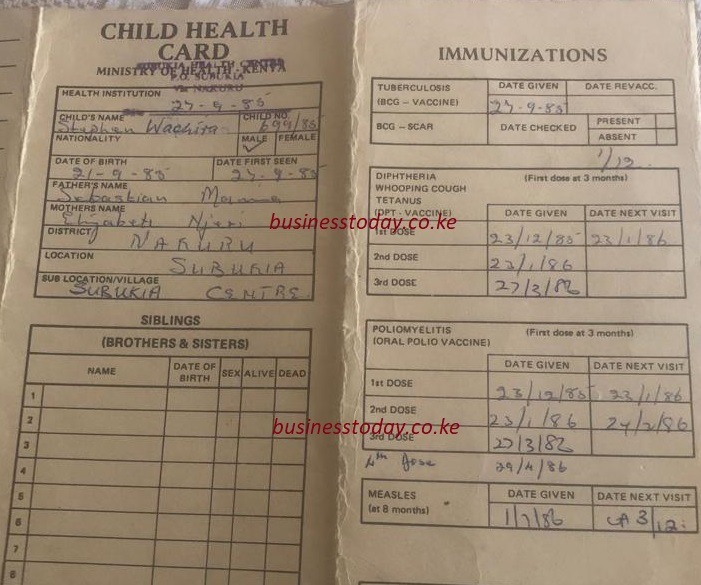 CHILD HEALTH
CARD
SUBUKIA HEALTH CENTRE
MINISTRY OF HEALTH - KENYA
P.O. SUBUKIA
Via NAKURU
HEALTH INSTITUTION
27-9-85
CHILD'S NAME
CHILD NO.
Stephen Wachira
699/85
NATIONALITY
MALE FEMALE
DATE OF BIRTH
DATE FIRST SEEN
21-9-85
27-9-85
FATHER'S NAME
Sebastian Maina
MOTHERS NAME
Elizabeth Njeri
businesstoday.co.ke
DISTRICT
NAKURU
LOCATION
SUBUKIA
SUB LOCATION/VILLAGE
SUBUKIA CENTRE
SIBLINGS
(BROTHERS & SISTERS)
NAME
DATE OF BIRTH
SEX
ALIVE
DEAD
1
2
3
4
5
6
7
8
IMMUNIZATIONS
TUBERCULOSIS
(BCG – VACCINE)
DATE GIVEN
DATE REVACC.
27-9-85
BCG – SCAR
DATE CHECKED
PRESENT
ABSENT
1/12
DIPHTHERIA
WHOOPING COUGH
TETANUS
(DPT - VACCINE)
(First dose at 3 months)
DATE GIVEN
DATE NEXT VISIT
1st DOSE
23/12/85
23/1/86
2nd DOSE
23/1/86
3rd DOSE
27/3/86
POLIOMYELITIS
(ORAL POLIO VACCINE)
(First dose at 3 months)
DATE GIVEN
DATE NEXT VISIT
1st DOSE
23/12/85
23/1/86
2nd DOSE
23/1/86
24/2/86
businesstoday.co.ke
3rd DOSE
27/3/86
4th Dose
29/4/86
MEASLES
(at 8 months)
DATE GIVEN
DATE NEXT VISIT
1/7/86
3/12